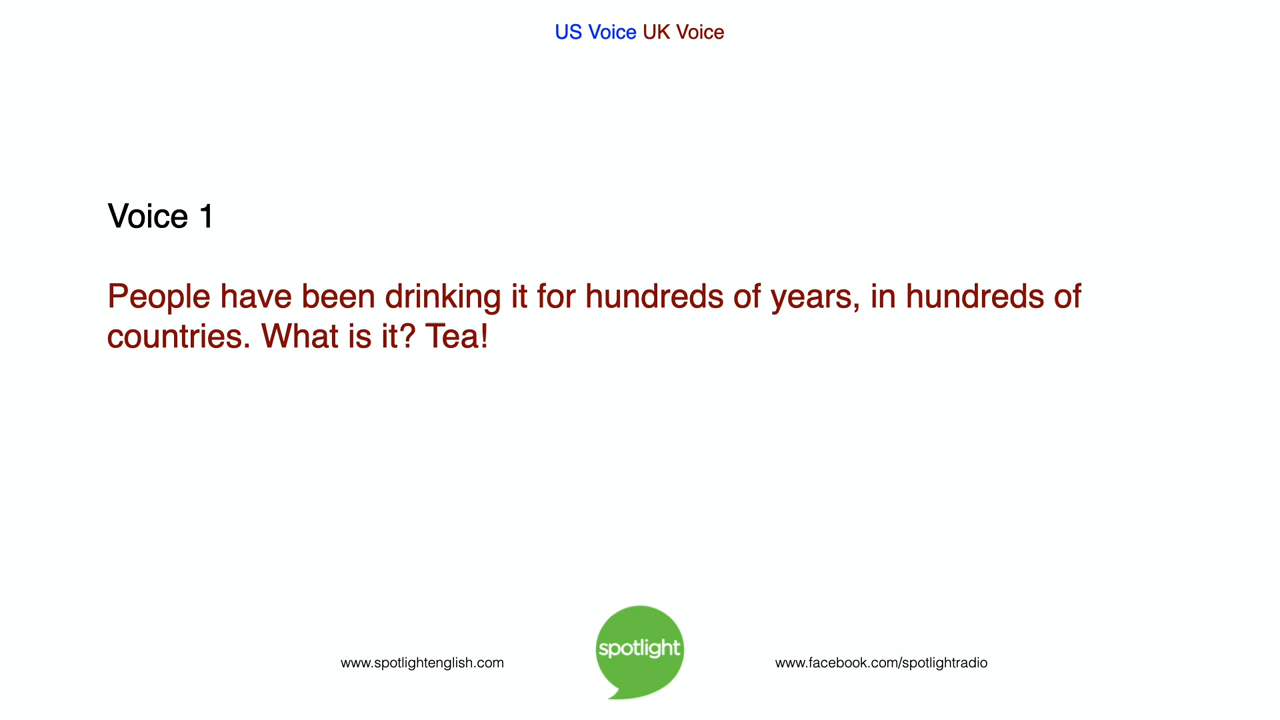 US Voice UK Voice
Voice 1
People have been drinking it for hundreds of years, in hundreds of
countries. What is it? Tea!
www.spotlightenglish.com
spotlight
www.facebook.com/spotlightradio